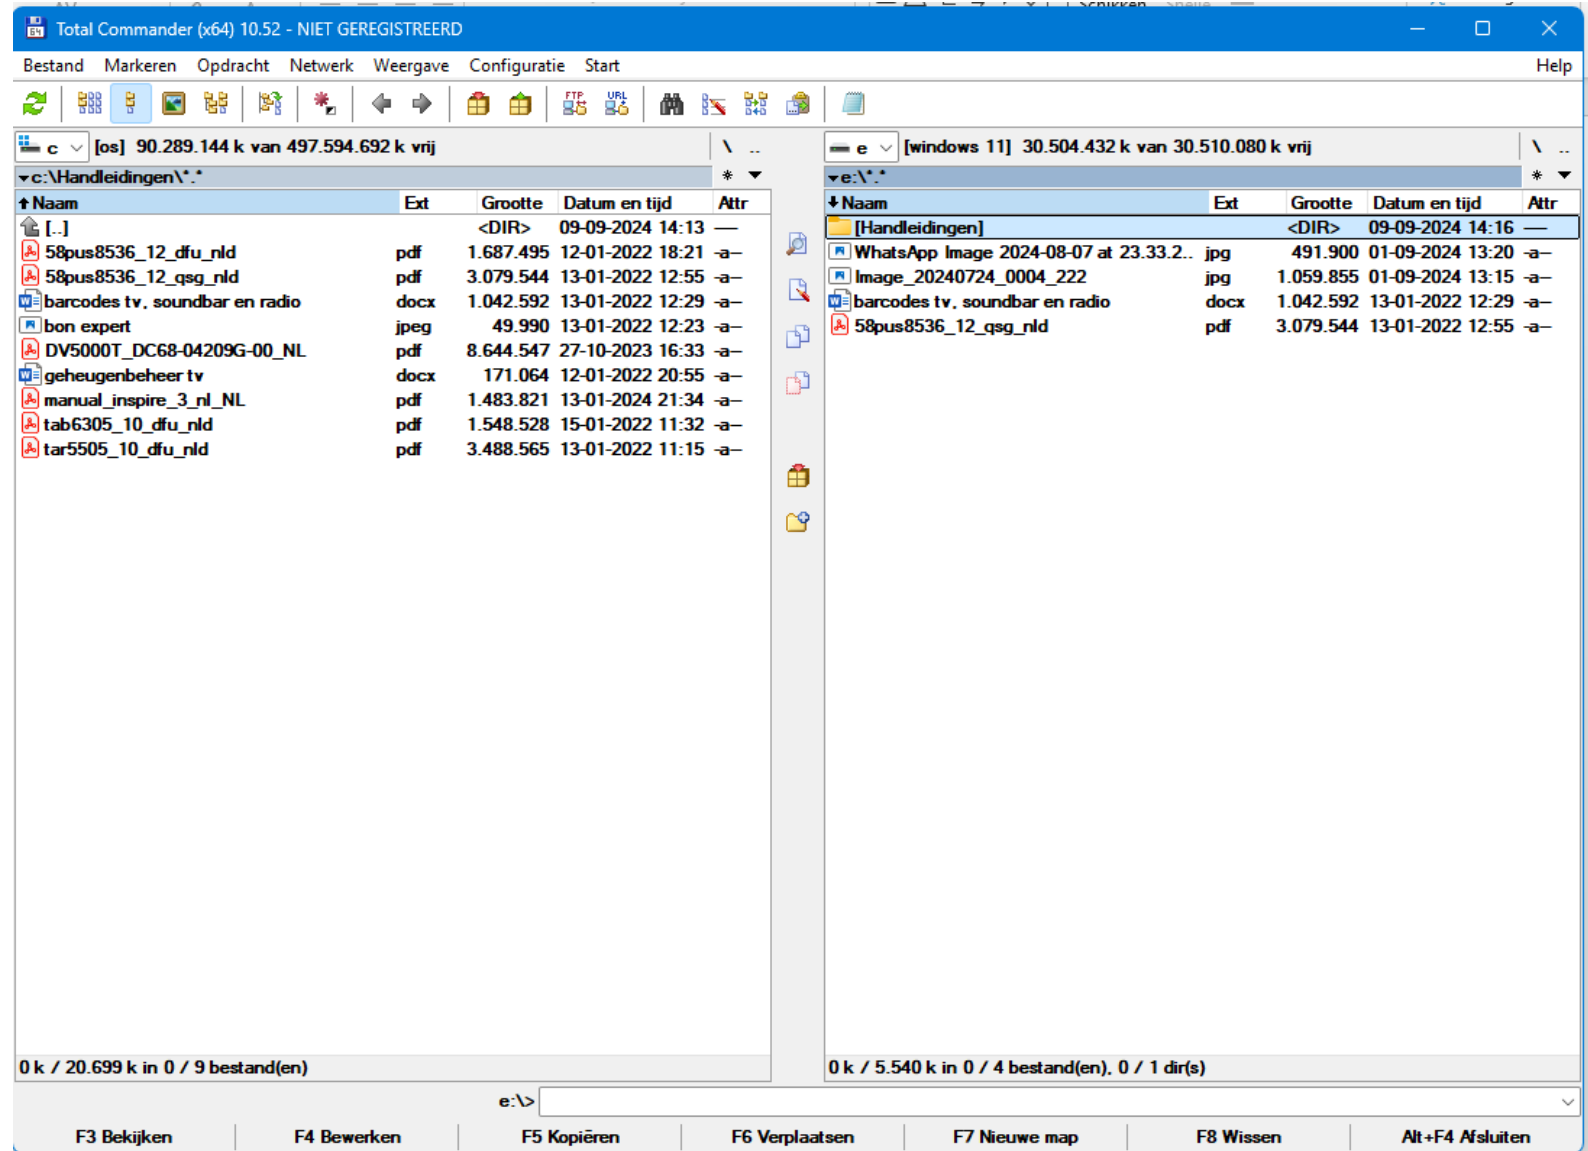 Schikken
Total Commander (x64) 10.52 - NIET GEREGISTREERD
Bestand Markeren Opdracht Netwerk Weergave Configuratie Start Help
FTP URL
c [os] 90.289.144 k van 497.594.692 k vrij \ ..
e [windows 11] 30.504.432 k van 30.510.080 k vrij \ ..
c:\Handleidingen\*.* *
e:\*.* *
Naam Ext Grootte Datum en tijd Attr
[..] <DIR> 09-09-2024 14:13 —
58pus8536_12_dfu_nld pdf 1.687.495 12-01-2022 18:21 -a–
58pus8536_12_qsg_nld pdf 3.079.544 13-01-2022 12:55 -a–
barcodes tv, soundbar en radio docx 1.042.592 13-01-2022 12:29 -a–
bon expert jpeg 49.990 13-01-2022 12:23 -a–
DV5000T_DC68-04209G-00_NL pdf 8.644.547 27-10-2023 16:33 -a–
geheugenbeheer tv docx 171.064 12-01-2022 20:55 -a–
manual_inspire_3_nl_NL pdf 1.483.821 13-01-2024 21:34 -a–
tab6305_10_dfu_nld pdf 1.548.528 15-01-2022 11:32 -a–
tar5505_10_dfu_nld pdf 3.488.565 13-01-2022 11:15 -a–
0 k / 20.699 k in 0 / 9 bestand(en)
Naam Ext Grootte Datum en tijd Attr
[Handleidingen] <DIR> 09-09-2024 14:16 —
WhatsApp Image 2024-08-07 at 23.33.2.. jpg 491.900 01-09-2024 13:20 -a–
Image_20240724_0004_222 jpg 1.059.855 01-09-2024 13:15 -a–
barcodes tv, soundbar en radio docx 1.042.592 13-01-2022 12:29 -a–
58pus8536_12_qsg_nld pdf 3.079.544 13-01-2022 12:55 -a–
0 k / 5.540 k in 0 / 4 bestand(en), 0 / 1 dir(s)
e:\>
F3 Bekijken F4 Bewerken F5 Kopiëren F6 Verplaatsen F7 Nieuwe map F8 Wissen Alt+F4 Afsluiten